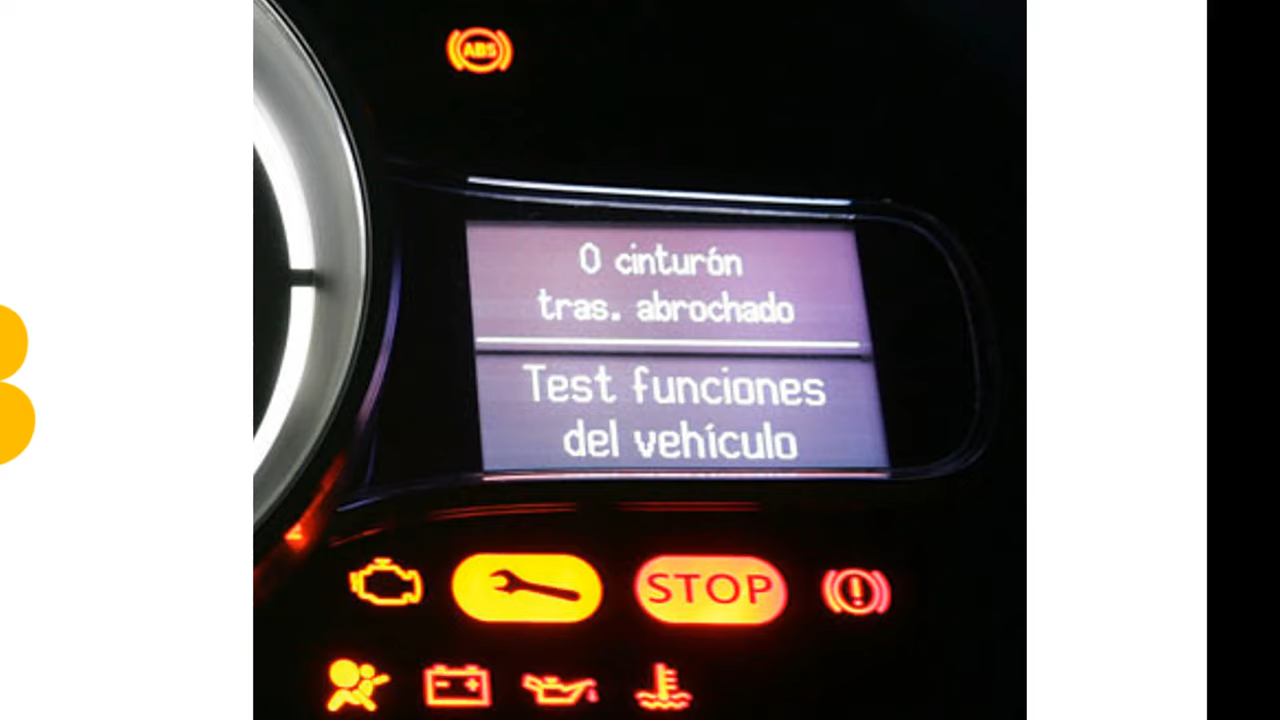 ABS
0 cinturón
tras. abrochado
Test funciones
del vehículo
STOP